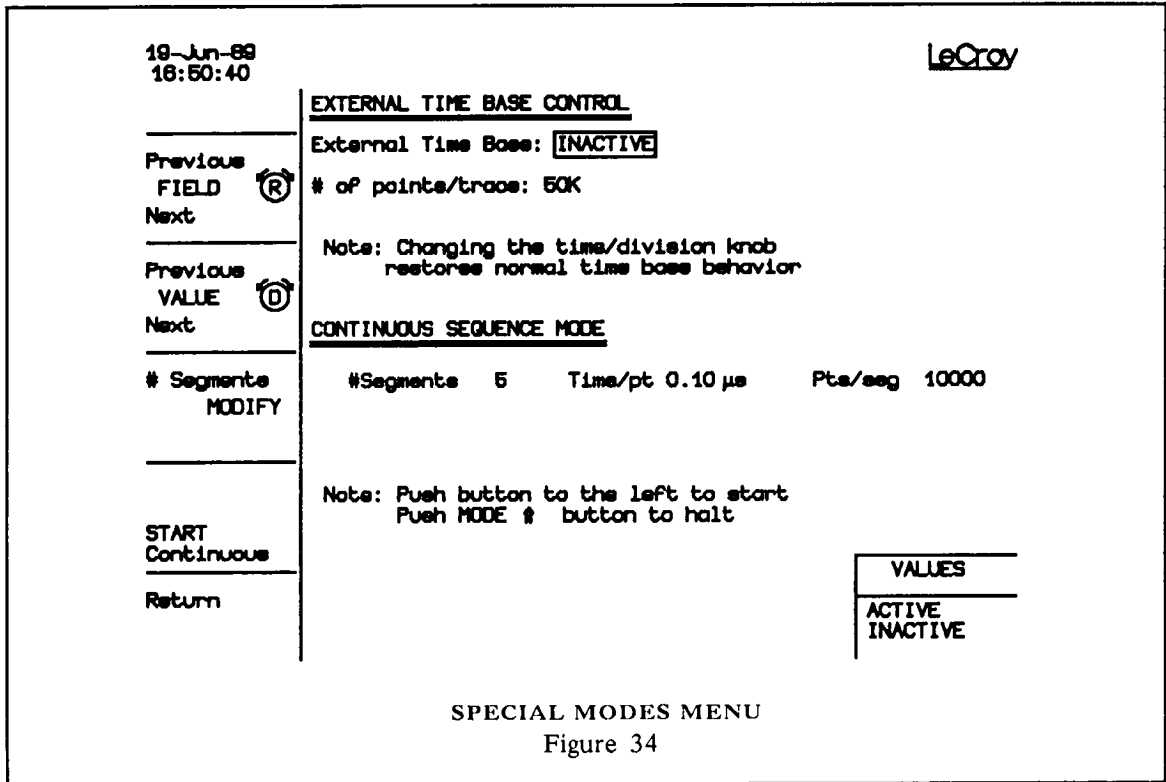 19-Jun-89
16:50:40
LeCroy
EXTERNAL TIME BASE CONTROL
External Time Base: INACTIVE
Previous
FIELD R
Next
# of points/trace: 50K
Note: Changing the time/division knob
restores normal time base behavior
Previous
VALUE D
Next
CONTINUOUS SEQUENCE MODE
# Segments
MODIFY
#Segments 5 Time/pt 0.10 µs Pts/seg 10000
Note: Push button to the left to start
Push MODE button to halt
START
Continuous
Return
VALUES
ACTIVE
INACTIVE
SPECIAL MODES MENU
Figure 34